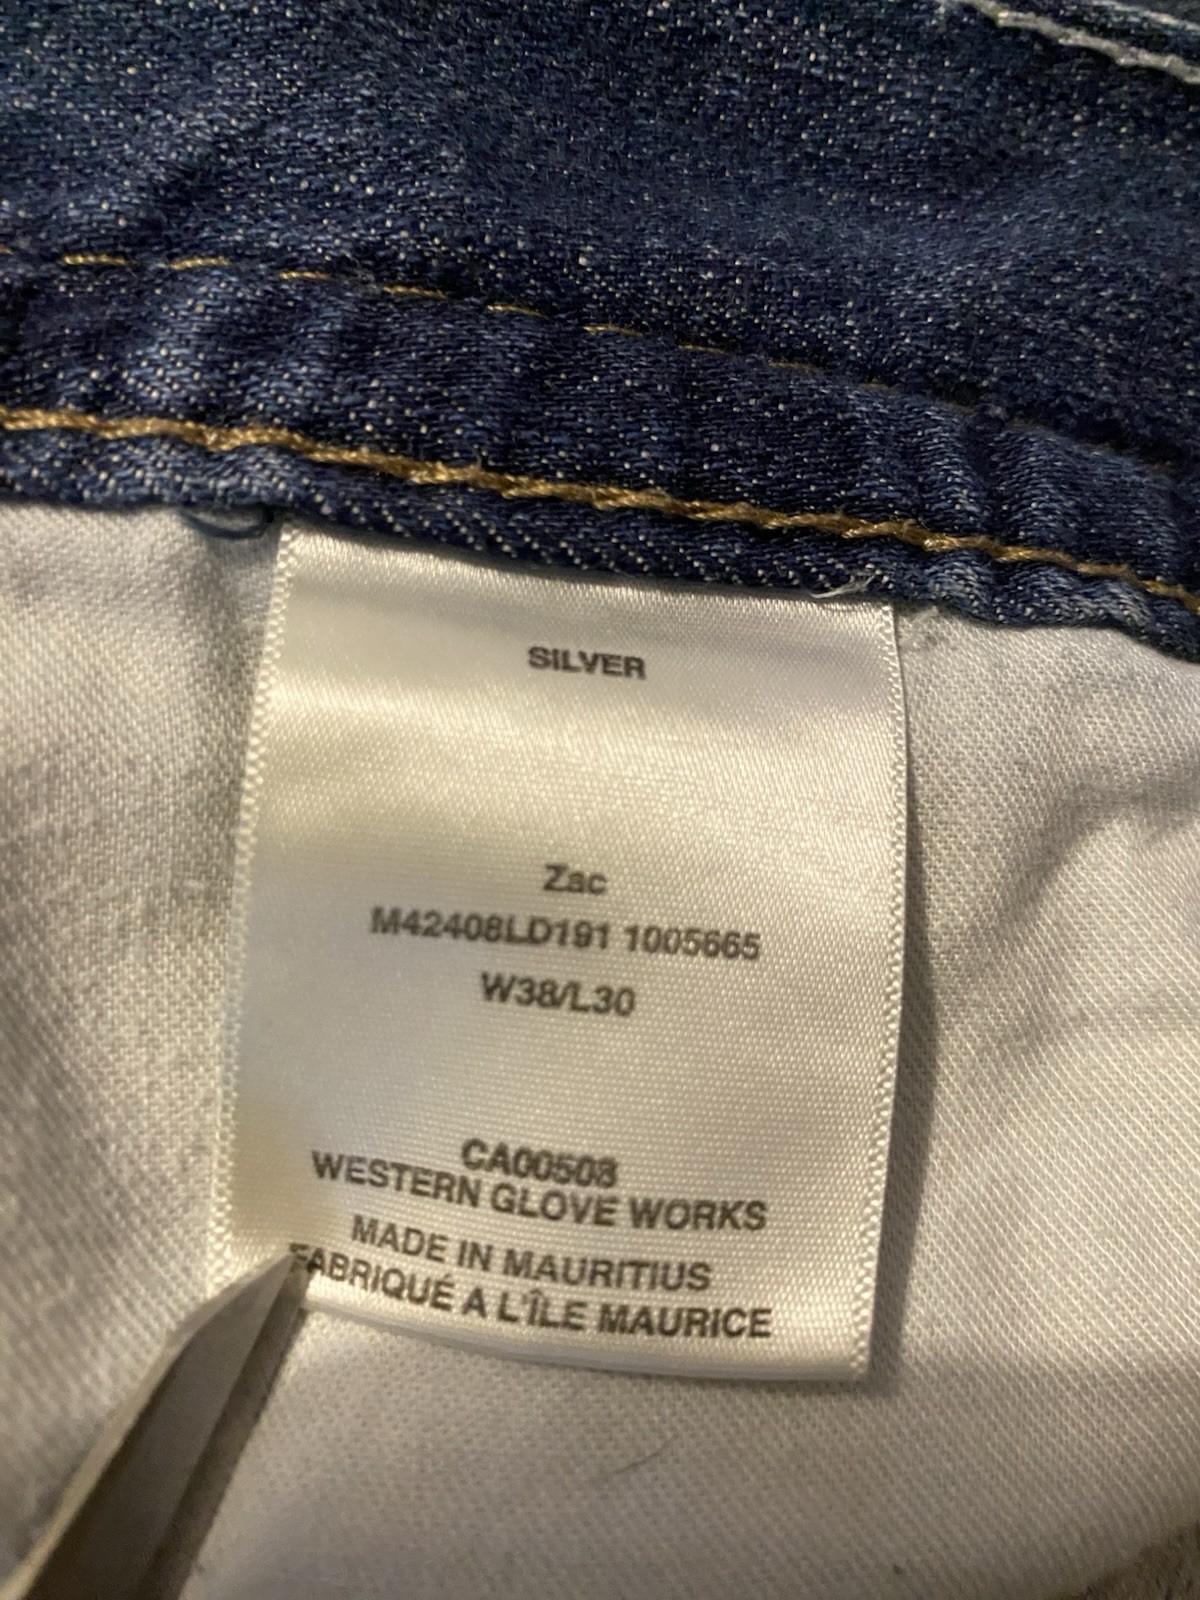 SILVER
Zac
M42408LD191 1005665
W38/L30
CA00508
WESTERN GLOVE WORKS
MADE IN MAURITIUS
FABRIQUÉ A L'ÎLE MAURICE